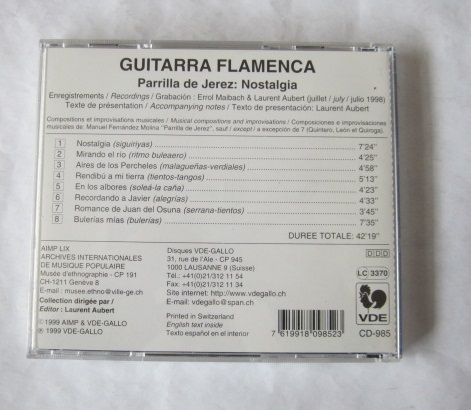 GUITARRA FLAMENCA
Parrilla de Jerez: Nostalgia
Enregistrements / Recordings / Grabación : Errol Maibach & Laurent Aubert (juillet / july / julio 1998)
Texte de présentation / Accompanying notes / Texto de présentación: Laurent Aubert
Compositions et improvisations musicales / Musical compositions and improvisations / Composiciones e improvisaciones
musicales de: Manuel Fernández Molina "Parrilla de Jerez", sauf / except / a excepción de 7 (Quintero, León et Quiroga).
1 Nostalgia (siguiriyas) 7'24"
2 Mirando el río (ritmo buleaero) 4'25"
3 Aires de los Percheles (malagueñas-verdiales) 4'58"
4 Rendibú a mi tierra (tientos-tangos) 5'13"
5 En los albores (soleá-la caña) 4'23"
6 Recordando a Javier (alegrías) 4'33"
7 Romance de Juan del Osuna (serrana-tientos) 3'45"
8 Bulerías mías (bulerías) 7'35"
DUREE TOTALE: 42'19"
AIMP LIX
ARCHIVES INTERNATIONALES
DE MUSIQUE POPULAIRE
Musée d'ethnographie - CP 191
CH-1211 Genève 8
E-mail : musee.ethno@ville-ge.ch
Collection dirigée par /
Editor : Laurent Aubert
© 1999 AIMP & VDE-GALLO
℗ 1999 VDE-GALLO
Disques VDE-GALLO
31, rue de l'Ale - CP 945
1000 LAUSANNE 9 (Suisse)
Tel.: +41(0)21/312 11 54
Fax: +41(0)21/312 11 34
Site internet: http://www.vdegallo.ch
E-mail: vdegallo@span.ch
Printed in Switzerland
English text inside
Texto español en el interior
7 619918 098523
DDD
LC 3370
VDE
CD-985